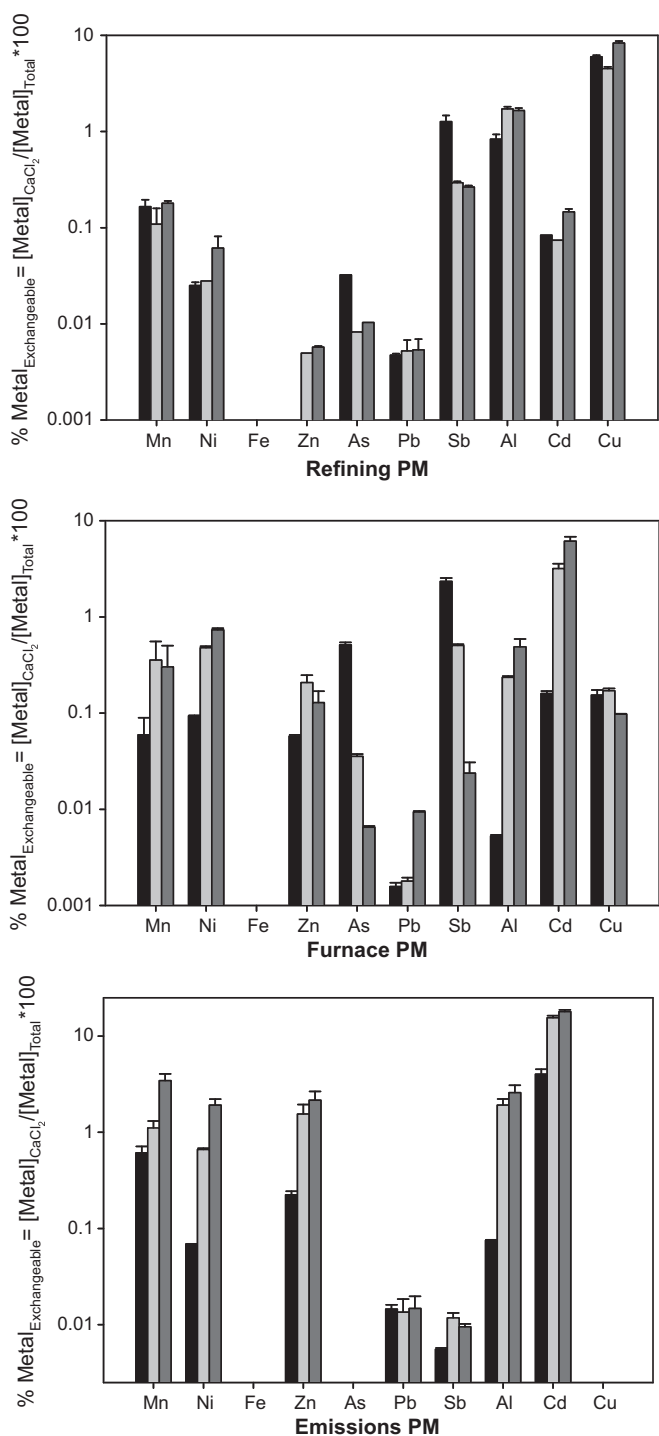 % Metal_Exchangeable= [Metal]_CaCl₂/[Metal]_Total*100
10
1
0.1
0.01
0.001
Mn Ni Fe Zn As Pb Sb Al Cd Cu
Refining PM
% Metal_Exchangeable= [Metal]_CaCl₂/[Metal]_Total*100
10
1
0.1
0.01
0.001
Mn Ni Fe Zn As Pb Sb Al Cd Cu
Furnace PM
% Metal_Exchangeable= [Metal]_CaCl₂/[Metal]_Total*100
10
1
0.1
0.01
Mn Ni Fe Zn As Pb Sb Al Cd Cu
Emissions PM